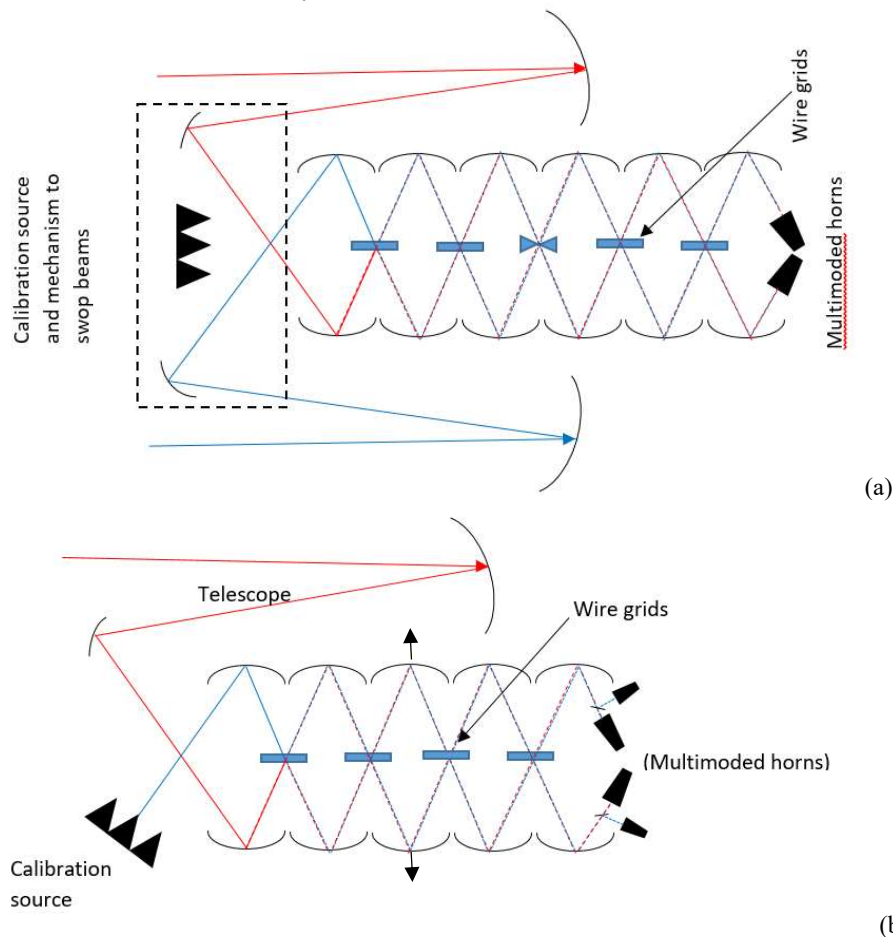 Wire grids
Calibration source
and mechanism to
swop beams
Multimoded horns
(a)
Telescope
Wire grids
(Multimoded horns)
Calibration
source
(b